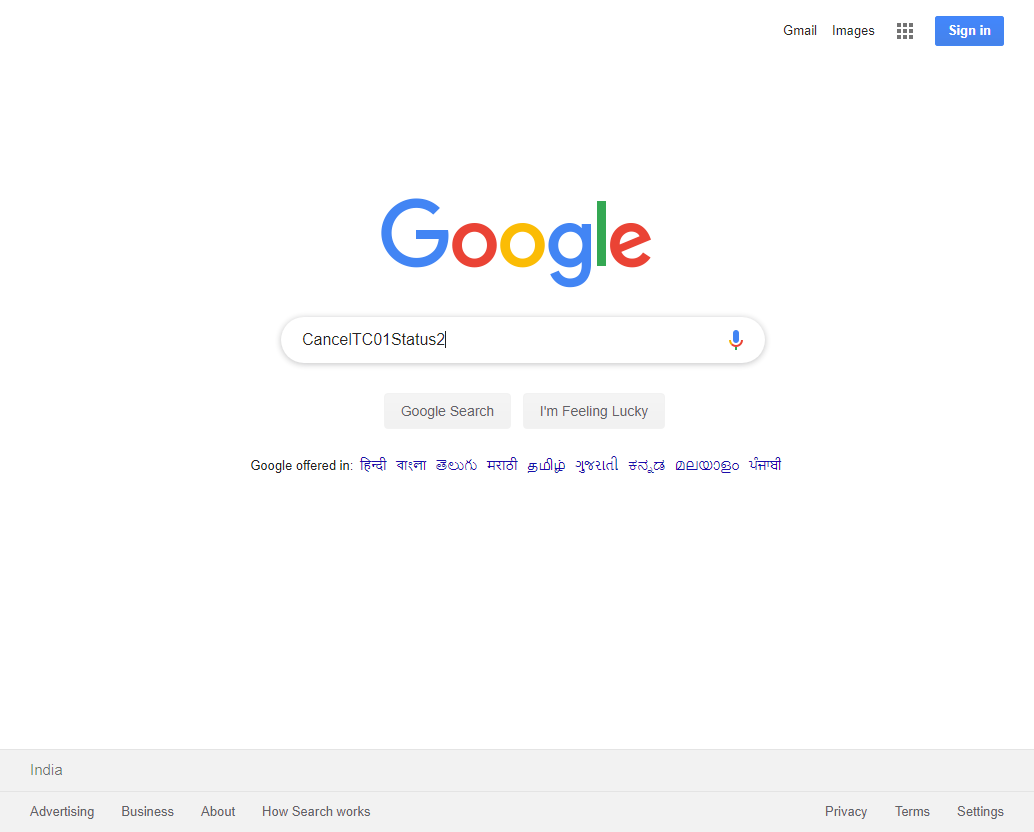 Gmail Images Sign in
Google
CancelTC01Status2
Google Search I'm Feeling Lucky
Google offered in: हिन्दी বাংলা తెలుగు मराठी தமிழ் ગુજરાતી ಕನ್ನಡ മലയാളം ਪੰਜਾਬੀ
India
Advertising Business About How Search works Privacy Terms Settings